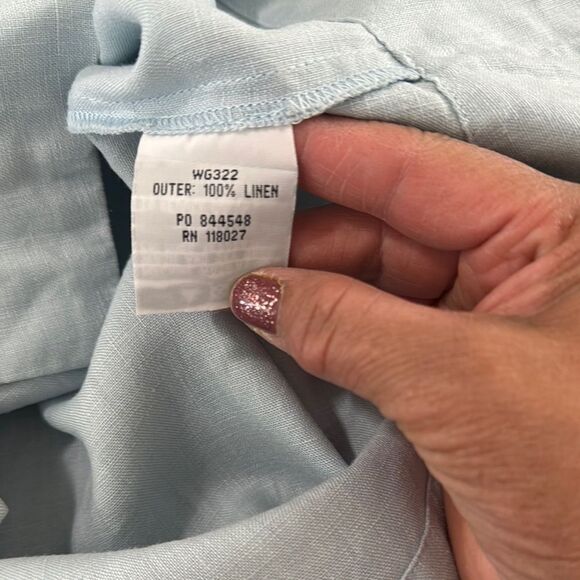 WG322
OUTER: 100% LINEN
PO 844548
RN 118027